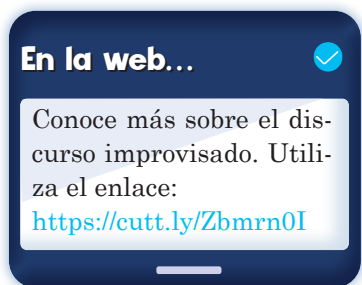 En la web...
Conoce más sobre el dis-
curso improvisado. Utili-
za el enlace:
https://cutt.ly/Zbmrn0I